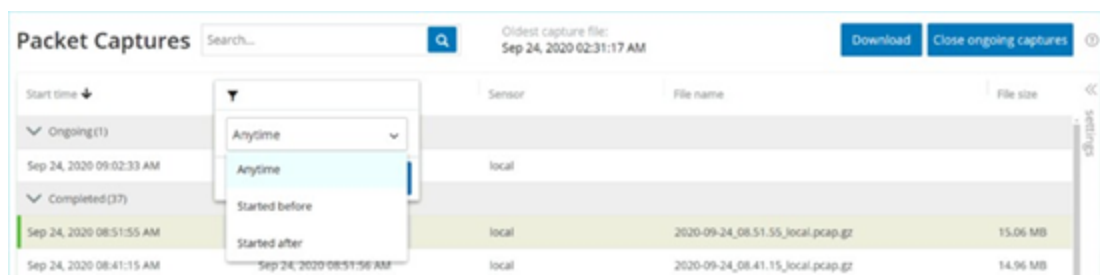 Packet Captures
Search...
Oldest capture file:
Sep 24, 2020 02:31:17 AM
Download
Close ongoing captures
Start time
Sensor
File name
File size
settings
Anytime
Ongoing(1)
Sep 24, 2020 09:02:33 AM
Anytime
local
Completed(37)
Started before
Sep 24, 2020 08:51:55 AM
Started after
local
2020-09-24_08.51.55_local.pcap.gz
15.06 MB
Sep 24, 2020 08:41:15 AM
Sep 24, 2020 08:51:56 AM
local
2020-09-24_08.41.15_local.pcap.gz
14.96 MB